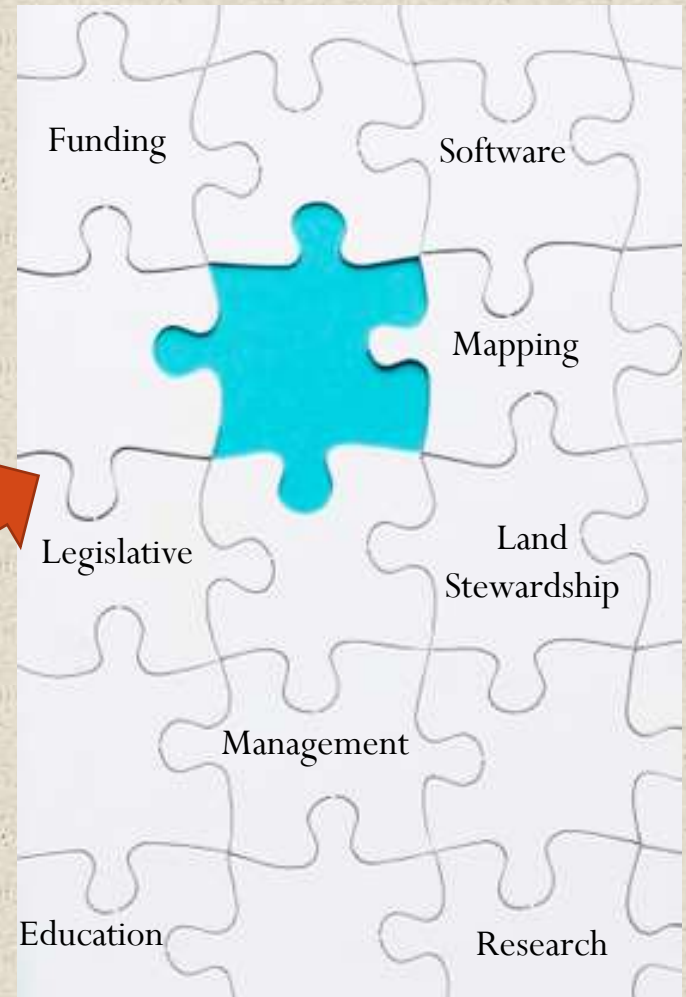 Funding
Software
Mapping
Legislative
Land
Stewardship
Management
Education
Research